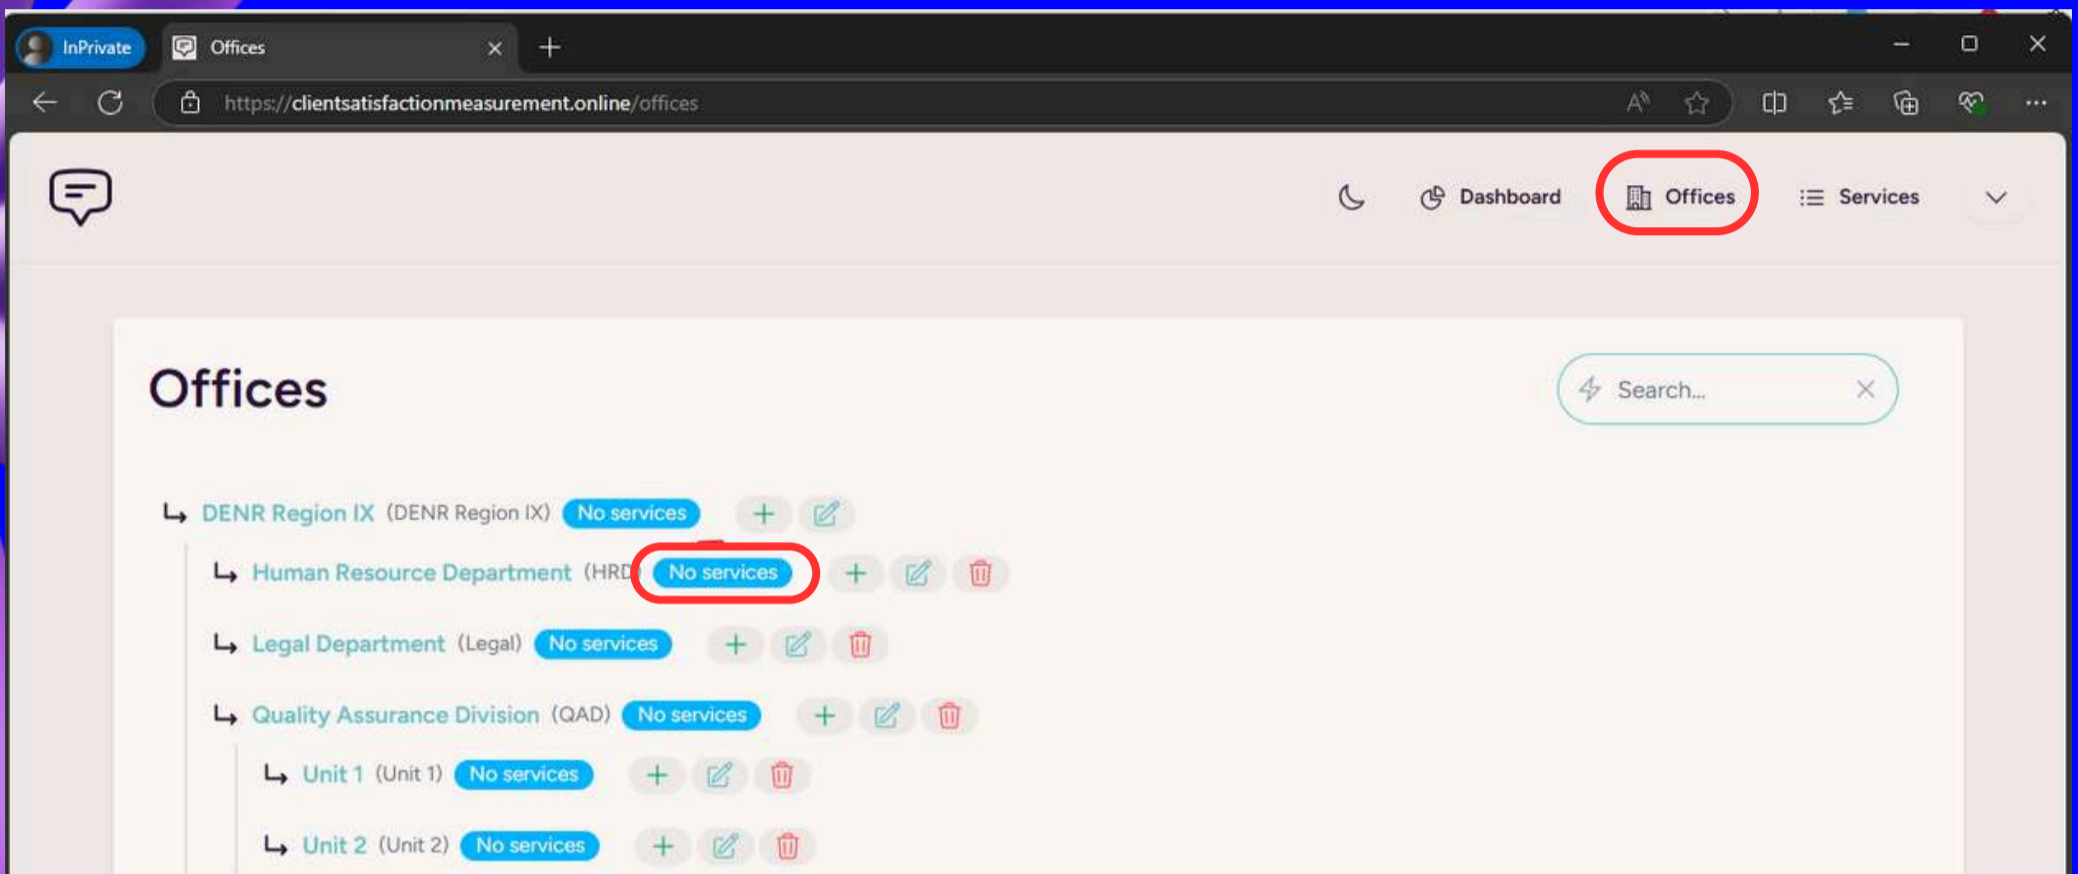 InPrivate Offices
https://clientsatisfactionmeasurement.online/offices
Dashboard Offices Services
Offices
Search...
DENR Region IX (DENR Region IX) No services
Human Resource Department (HRD) No services
Legal Department (Legal) No services
Quality Assurance Division (QAD) No services
Unit 1 (Unit 1) No services
Unit 2 (Unit 2) No services